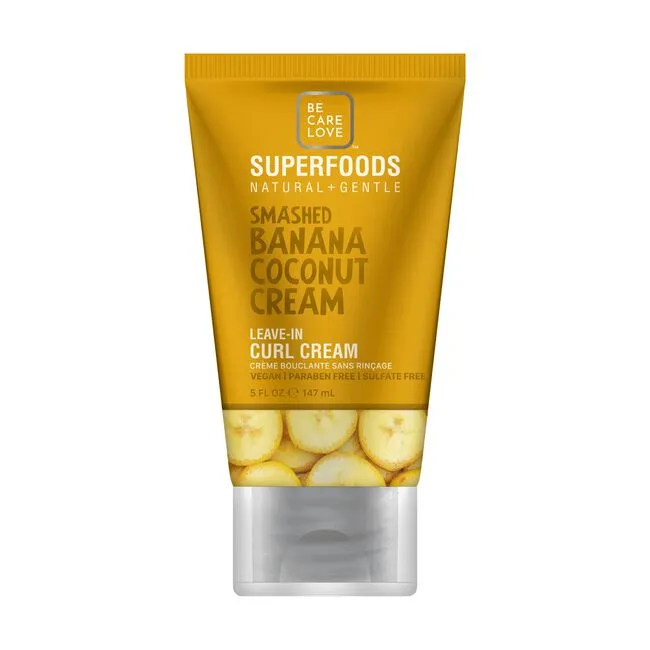 BE
CARE
LOVE
™
SUPERFOODS
NATURAL+GENTLE
SMASHED
BANANA
COCONUT
CREAM
LEAVE-IN
CURL CREAM
CRÈME BOUCLANTE SANS RINÇAGE
VEGAN | PARABEN FREE | SULFATE FREE
5 FL OZ ℮ 147 mL